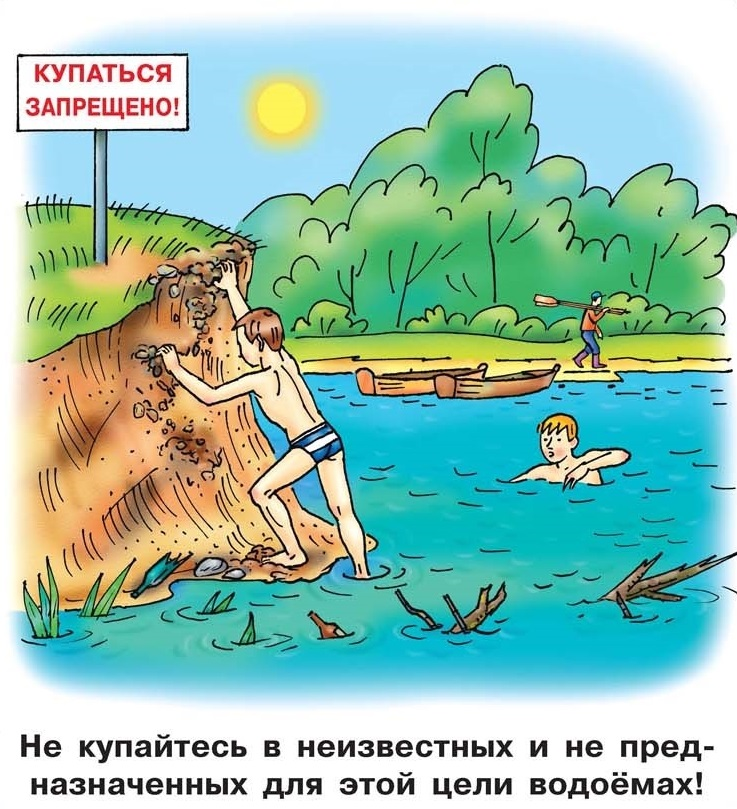 КУПАТЬСЯ
ЗАПРЕЩЕНО!
Не купайтесь в неизвестных и не пред-
назначенных для этой цели водоёмах!